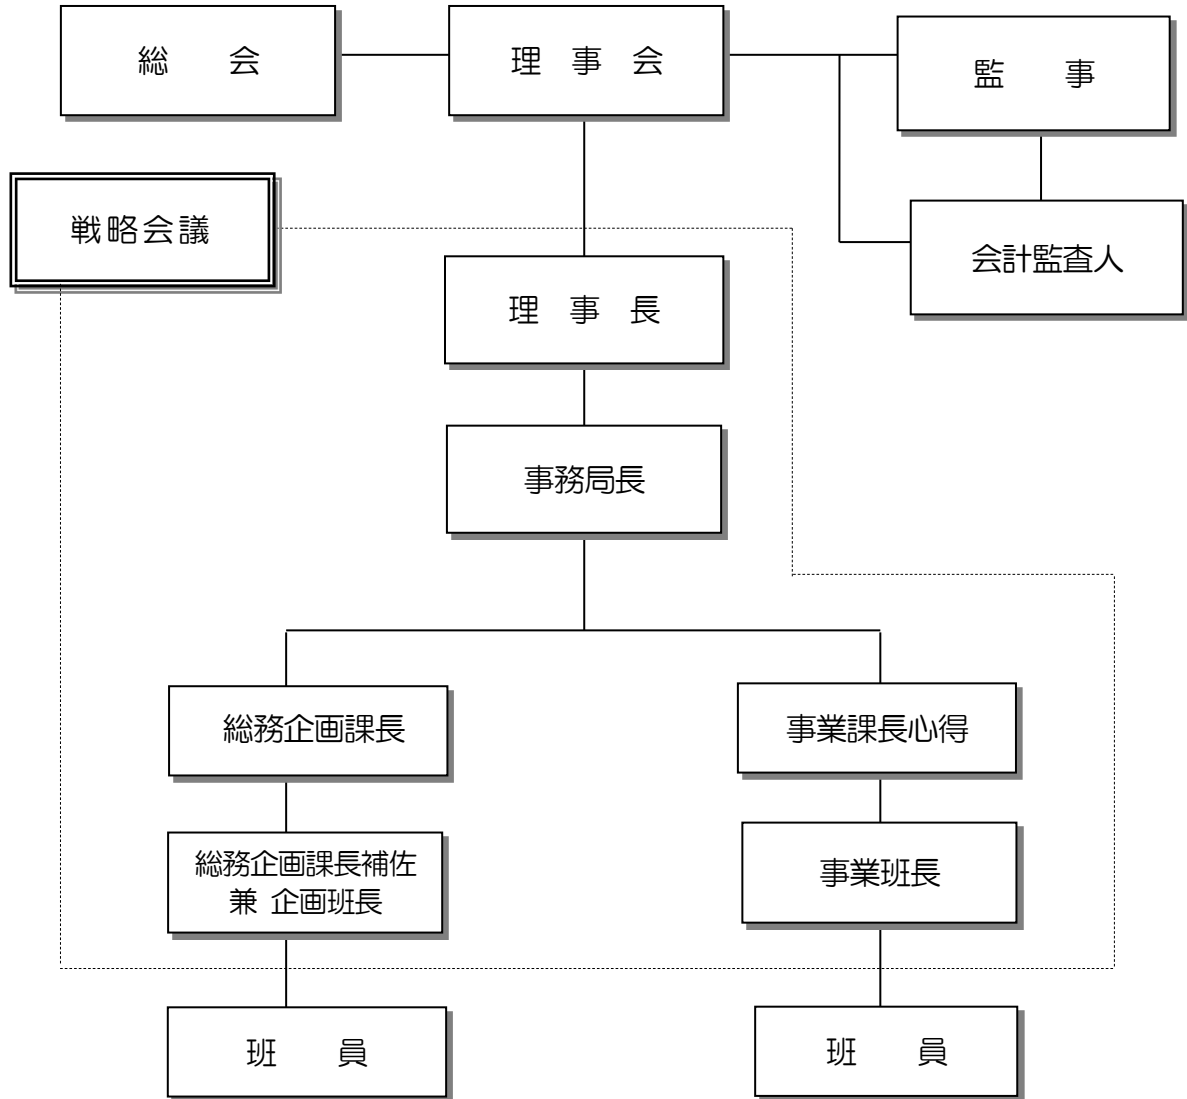 総　会
理　事　会
監　事
戦略会議
会計監査人
理　事　長
事務局長
総務企画課長
事業課長心得
総務企画課長補佐
兼 企画班長
事業班長
班　員
班　員